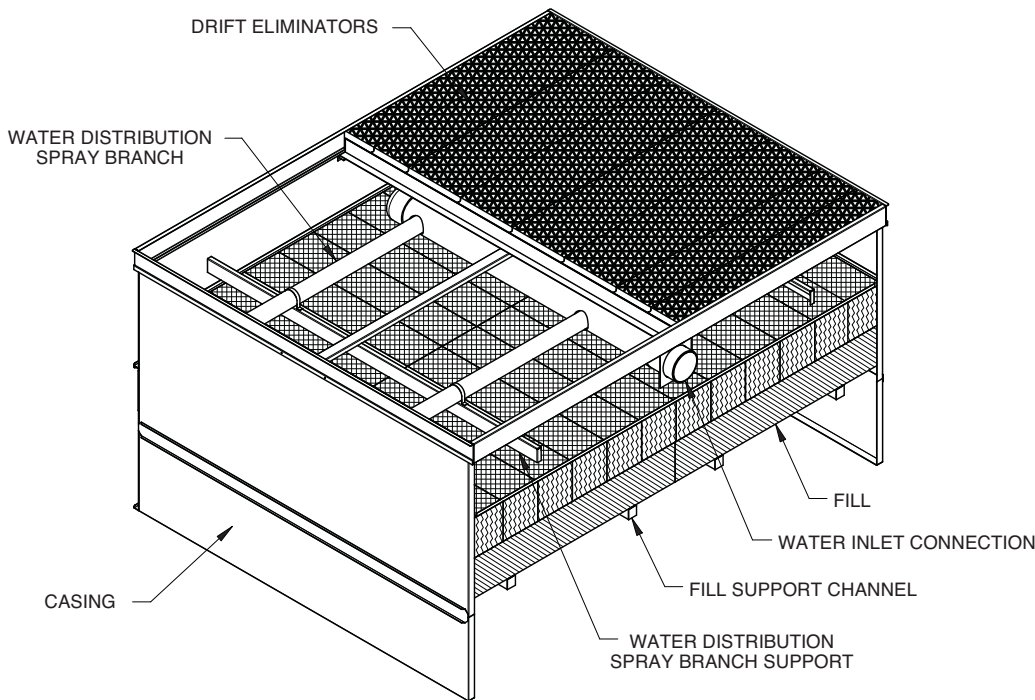 DRIFT ELIMINATORS
WATER DISTRIBUTION
SPRAY BRANCH
FILL
WATER INLET CONNECTION
FILL SUPPORT CHANNEL
CASING
WATER DISTRIBUTION
SPRAY BRANCH SUPPORT